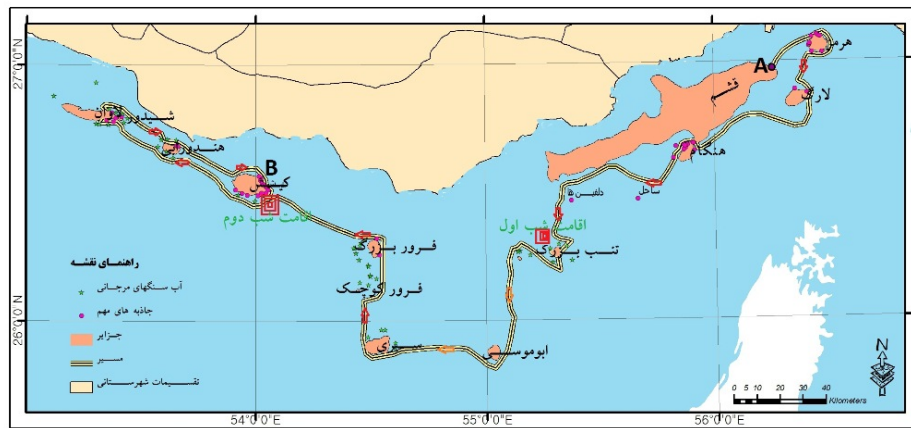 27°0'0"N
26°0'0"N
54°0'0"E
55°0'0"E
56°0'0"E
A
B
هرمز
لارک
قشم
هنگام
ساحل
دلفین ها
اقامت شب اول
تنب بزرگ
ابوموسی
سیری
فرور کوچک
فرور بزرگ
کیش
اقامت شب دوم
هندورابی
شیدور
لاوان
راهنمای نقشه
آب سنگهای مرجانی
جاذبه های مهم
جزایر
مسیر
تقسیمات شهرستانی
N
0 5 10 20 30 40
Kilometers